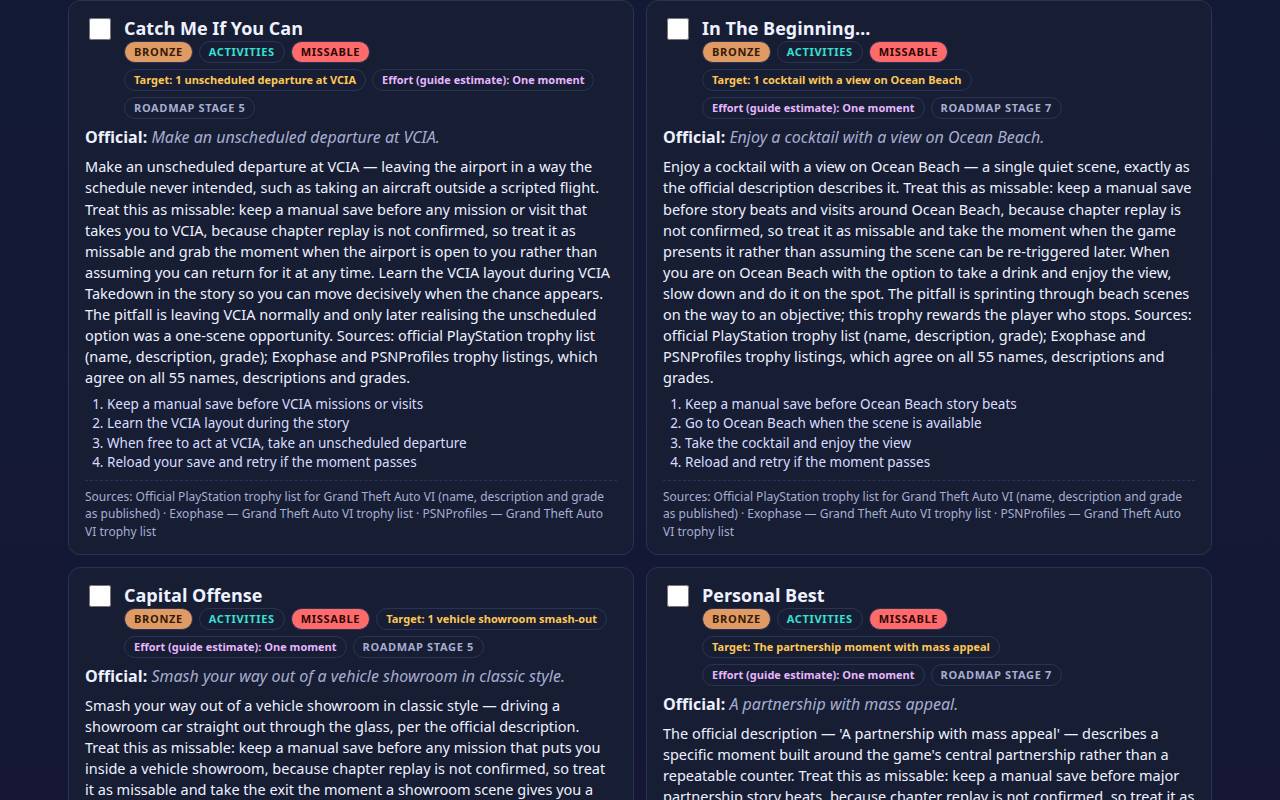 Catch Me If You Can
BRONZE ACTIVITIES MISSABLE
Target: 1 unscheduled departure at VCIA Effort (guide estimate): One moment
ROADMAP STAGE 5
Official: Make an unscheduled departure at VCIA.
Make an unscheduled departure at VCIA — leaving the airport in a way the
schedule never intended, such as taking an aircraft outside a scripted flight.
Treat this as missable: keep a manual save before any mission or visit that
takes you to VCIA, because chapter replay is not confirmed, so treat it as
missable and grab the moment when the airport is open to you rather than
assuming you can return for it at any time. Learn the VCIA layout during VCIA
Takedown in the story so you can move decisively when the chance appears.
The pitfall is leaving VCIA normally and only later realising the unscheduled
option was a one-scene opportunity. Sources: official PlayStation trophy list
(name, description, grade); Exophase and PSNProfiles trophy listings, which
agree on all 55 names, descriptions and grades.
1. Keep a manual save before VCIA missions or visits
2. Learn the VCIA layout during the story
3. When free to act at VCIA, take an unscheduled departure
4. Reload your save and retry if the moment passes
Sources: Official PlayStation trophy list for Grand Theft Auto VI (name, description and grade
as published) · Exophase — Grand Theft Auto VI trophy list · PSNProfiles — Grand Theft Auto
VI trophy list
In The Beginning...
BRONZE ACTIVITIES MISSABLE
Target: 1 cocktail with a view on Ocean Beach
Effort (guide estimate): One moment ROADMAP STAGE 7
Official: Enjoy a cocktail with a view on Ocean Beach.
Enjoy a cocktail with a view on Ocean Beach — a single quiet scene, exactly as
the official description describes it. Treat this as missable: keep a manual save
before story beats and visits around Ocean Beach, because chapter replay is
not confirmed, so treat it as missable and take the moment when the game
presents it rather than assuming the scene can be re-triggered later. When
you are on Ocean Beach with the option to take a drink and enjoy the view,
slow down and do it on the spot. The pitfall is sprinting through beach scenes
on the way to an objective; this trophy rewards the player who stops. Sources:
official PlayStation trophy list (name, description, grade); Exophase and
PSNProfiles trophy listings, which agree on all 55 names, descriptions and
grades.
1. Keep a manual save before Ocean Beach story beats
2. Go to Ocean Beach when the scene is available
3. Take the cocktail and enjoy the view
4. Reload and retry if the moment passes
Sources: Official PlayStation trophy list for Grand Theft Auto VI (name, description and grade
as published) · Exophase — Grand Theft Auto VI trophy list · PSNProfiles — Grand Theft Auto
VI trophy list
Capital Offense
BRONZE ACTIVITIES MISSABLE Target: 1 vehicle showroom smash-out
Effort (guide estimate): One moment ROADMAP STAGE 5
Official: Smash your way out of a vehicle showroom in classic style.
Smash your way out of a vehicle showroom in classic style — driving a
showroom car straight out through the glass, per the official description.
Treat this as missable: keep a manual save before any mission that puts you
inside a vehicle showroom, because chapter replay is not confirmed, so treat
it as missable and take the exit the moment a showroom scene gives you a
Personal Best
BRONZE ACTIVITIES MISSABLE
Target: The partnership moment with mass appeal
Effort (guide estimate): One moment ROADMAP STAGE 7
Official: A partnership with mass appeal.
The official description — 'A partnership with mass appeal' — describes a
specific moment built around the game's central partnership rather than a
repeatable counter. Treat this as missable: keep a manual save before major
partnership story beats, because chapter replay is not confirmed, so treat it as